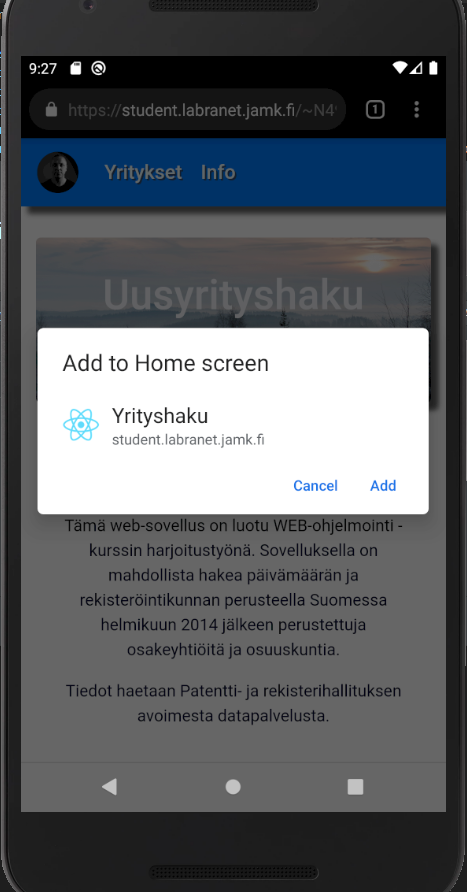 9:27
https://student.labranet.jamk.fi/~N4
1
Yritykset Info
Uusyrityshaku
Add to Home screen
Yrityshaku
student.labranet.jamk.fi
Cancel Add
Tämä web-sovellus on luotu WEB-ohjelmointi -
kurssin harjoitustyönä. Sovelluksella on
mahdollista hakea päivämäärän ja
rekisteröintikunnan perusteella Suomessa
helmikuun 2014 jälkeen perustettuja
osakeyhtiöitä ja osuuskuntia.
Tiedot haetaan Patentti- ja rekisterihallituksen
avoimesta datapalvelusta.